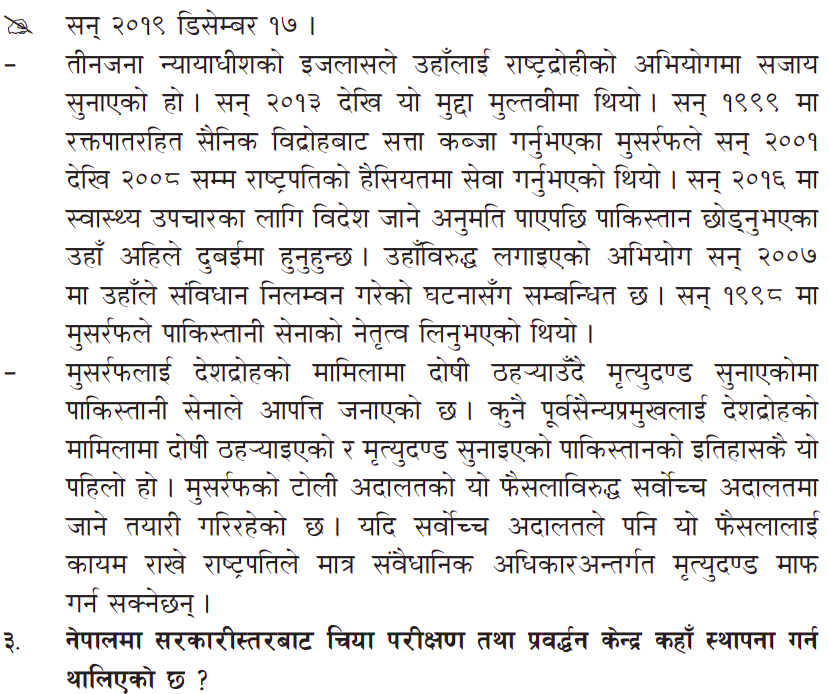 सन् २०१९ डिसेम्बर १७ ।
– तीनजना न्यायाधीशको इजलासले उहाँलाई राष्ट्रद्रोहीको अभियोगमा सजाय
सुनाएको हो । सन् २०१३ देखि यो मुद्दा मुल्तवीमा थियो । सन् १९९९ मा
रक्तपातरहित सैनिक विद्रोहबाट सत्ता कब्जा गर्नुभएका मुसर्रफले सन् २००१
देखि २००८ सम्म राष्ट्रपतिको हैसियतमा सेवा गर्नुभएको थियो । सन् २०१६ मा
स्वास्थ्य उपचारका लागि विदेश जाने अनुमति पाएपछि पाकिस्तान छोड्नुभएका
उहाँ अहिले दुबईमा हुनुहुन्छ । उहाँविरुद्ध लगाइएको अभियोग सन् २००७
मा उहाँले संविधान निलम्वन गरेको घटनासँग सम्बन्धित छ । सन् १९९८ मा
मुसर्रफले पाकिस्तानी सेनाको नेतृत्व लिनुभएको थियो ।
– मुसर्रफलाई देशद्रोहको मामिलामा दोषी ठहऱ्याउँदै मृत्युदण्ड सुनाएकोमा
पाकिस्तानी सेनाले आपत्ति जनाएको छ । कुनै पूर्वसैन्यप्रमुखलाई देशद्रोहको
मामिलामा दोषी ठहऱ्याइएको र मृत्युदण्ड सुनाइएको पाकिस्तानको इतिहासकै यो
पहिलो हो । मुसर्रफको टोली अदालतको यो फैसलाविरुद्ध सर्वोच्च अदालतमा
जाने तयारी गरिरहेको छ । यदि सर्वोच्च अदालतले पनि यो फैसलालाई
कायम राखे राष्ट्रपतिले मात्र संवैधानिक अधिकारअन्तर्गत मृत्युदण्ड माफ
गर्न सक्नेछन् ।
३. नेपालमा सरकारीस्तरबाट चिया परीक्षण तथा प्रवर्द्धन केन्द्र कहाँ स्थापना गर्न
थालिएको छ ?